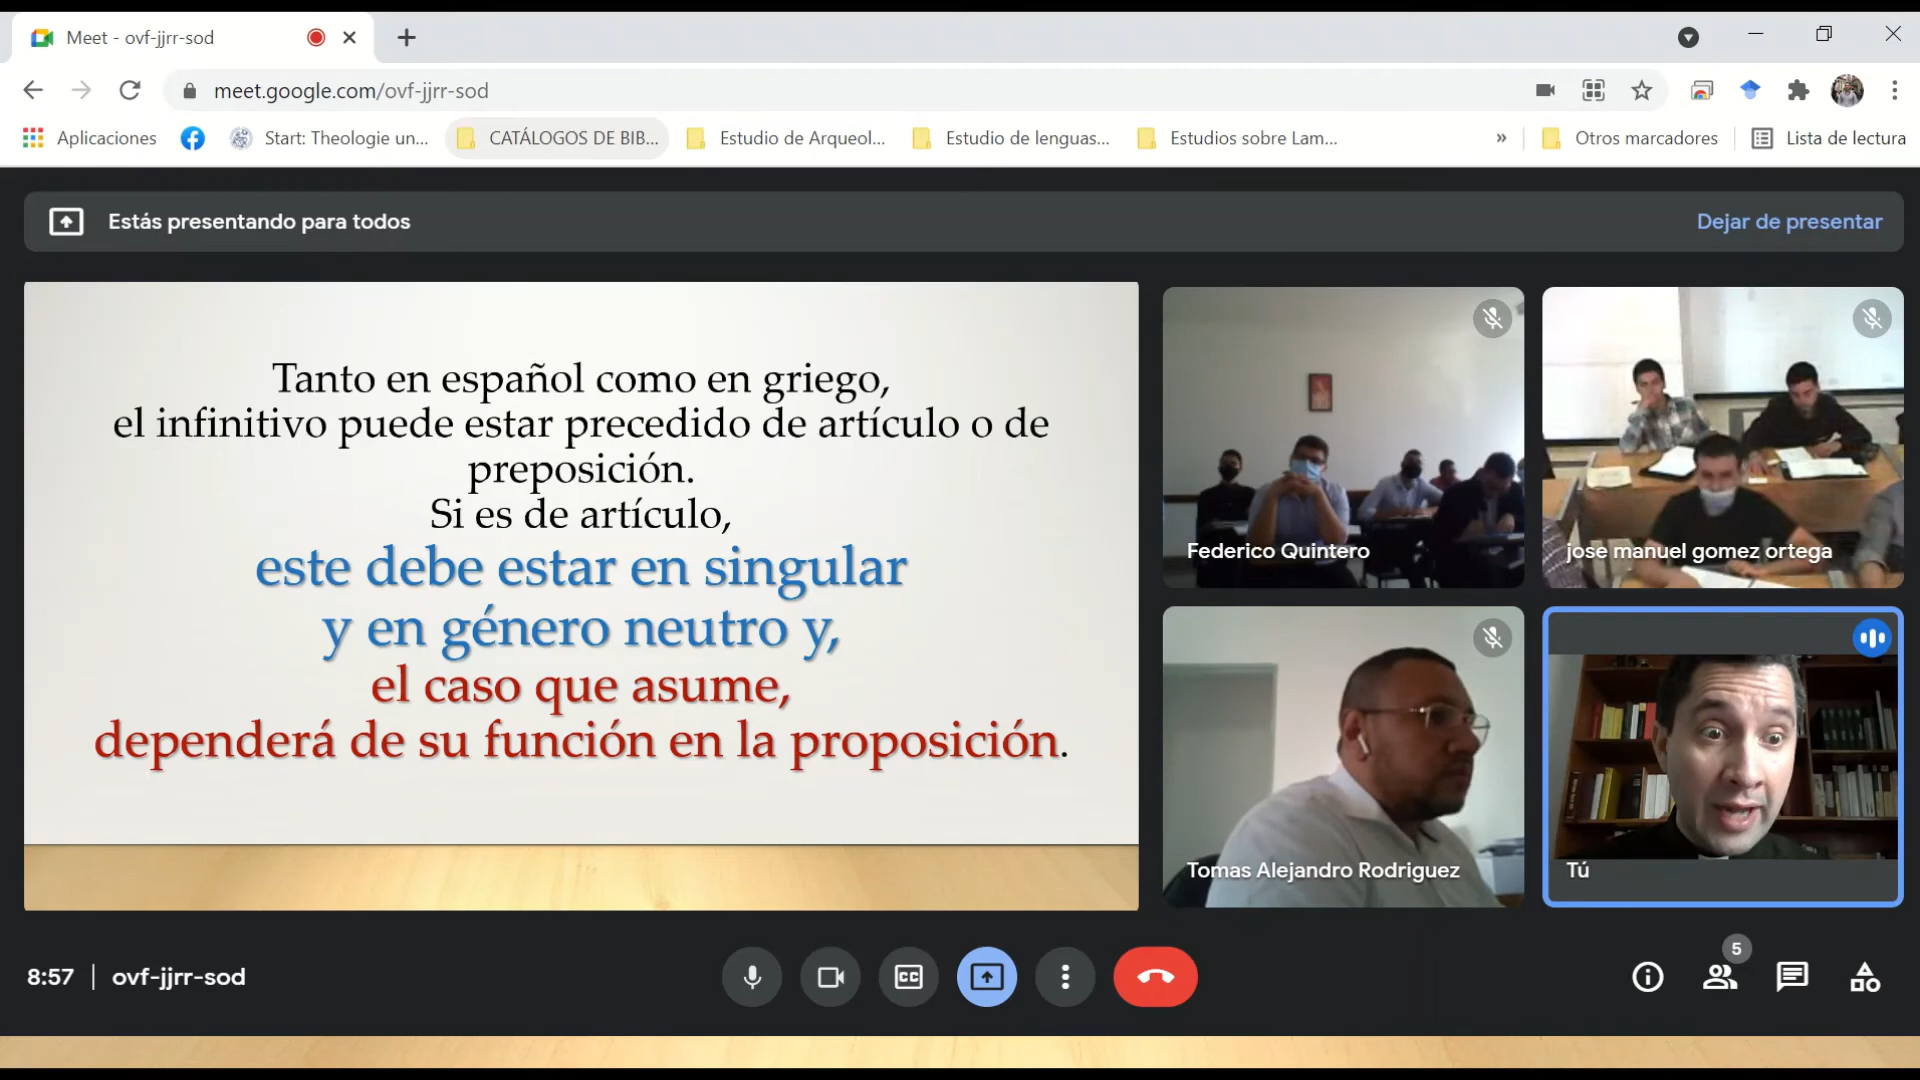 Meet - ovf-jjrr-sod
meet.google.com/ovf-jjrr-sod
Aplicaciones
Start: Theologie un...
CATÁLOGOS DE BIB...
Estudio de Arqueol...
Estudio de lenguas...
Estudios sobre Lam...
»
Otros marcadores
Lista de lectura
Estás presentando para todos
Dejar de presentar
Tanto en español como en griego,
el infinitivo puede estar precedido de artículo o de
preposición.
Si es de artículo,
este debe estar en singular
y en género neutro y,
el caso que asume,
dependerá de su función en la proposición.
Federico Quintero
jose manuel gomez ortega
Tomas Alejandro Rodriguez
Tú
8:57 | ovf-jjrr-sod
CC
5